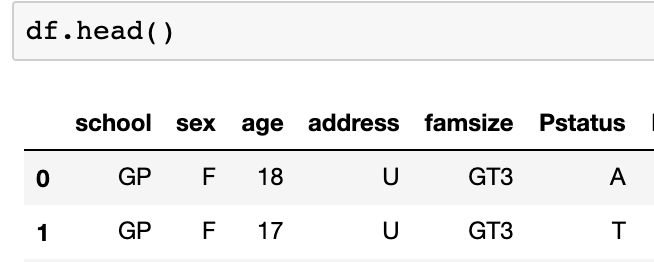 df.head()
school sex age address famsize Pstatus
0 GP F 18 U GT3 A
1 GP F 17 U GT3 T